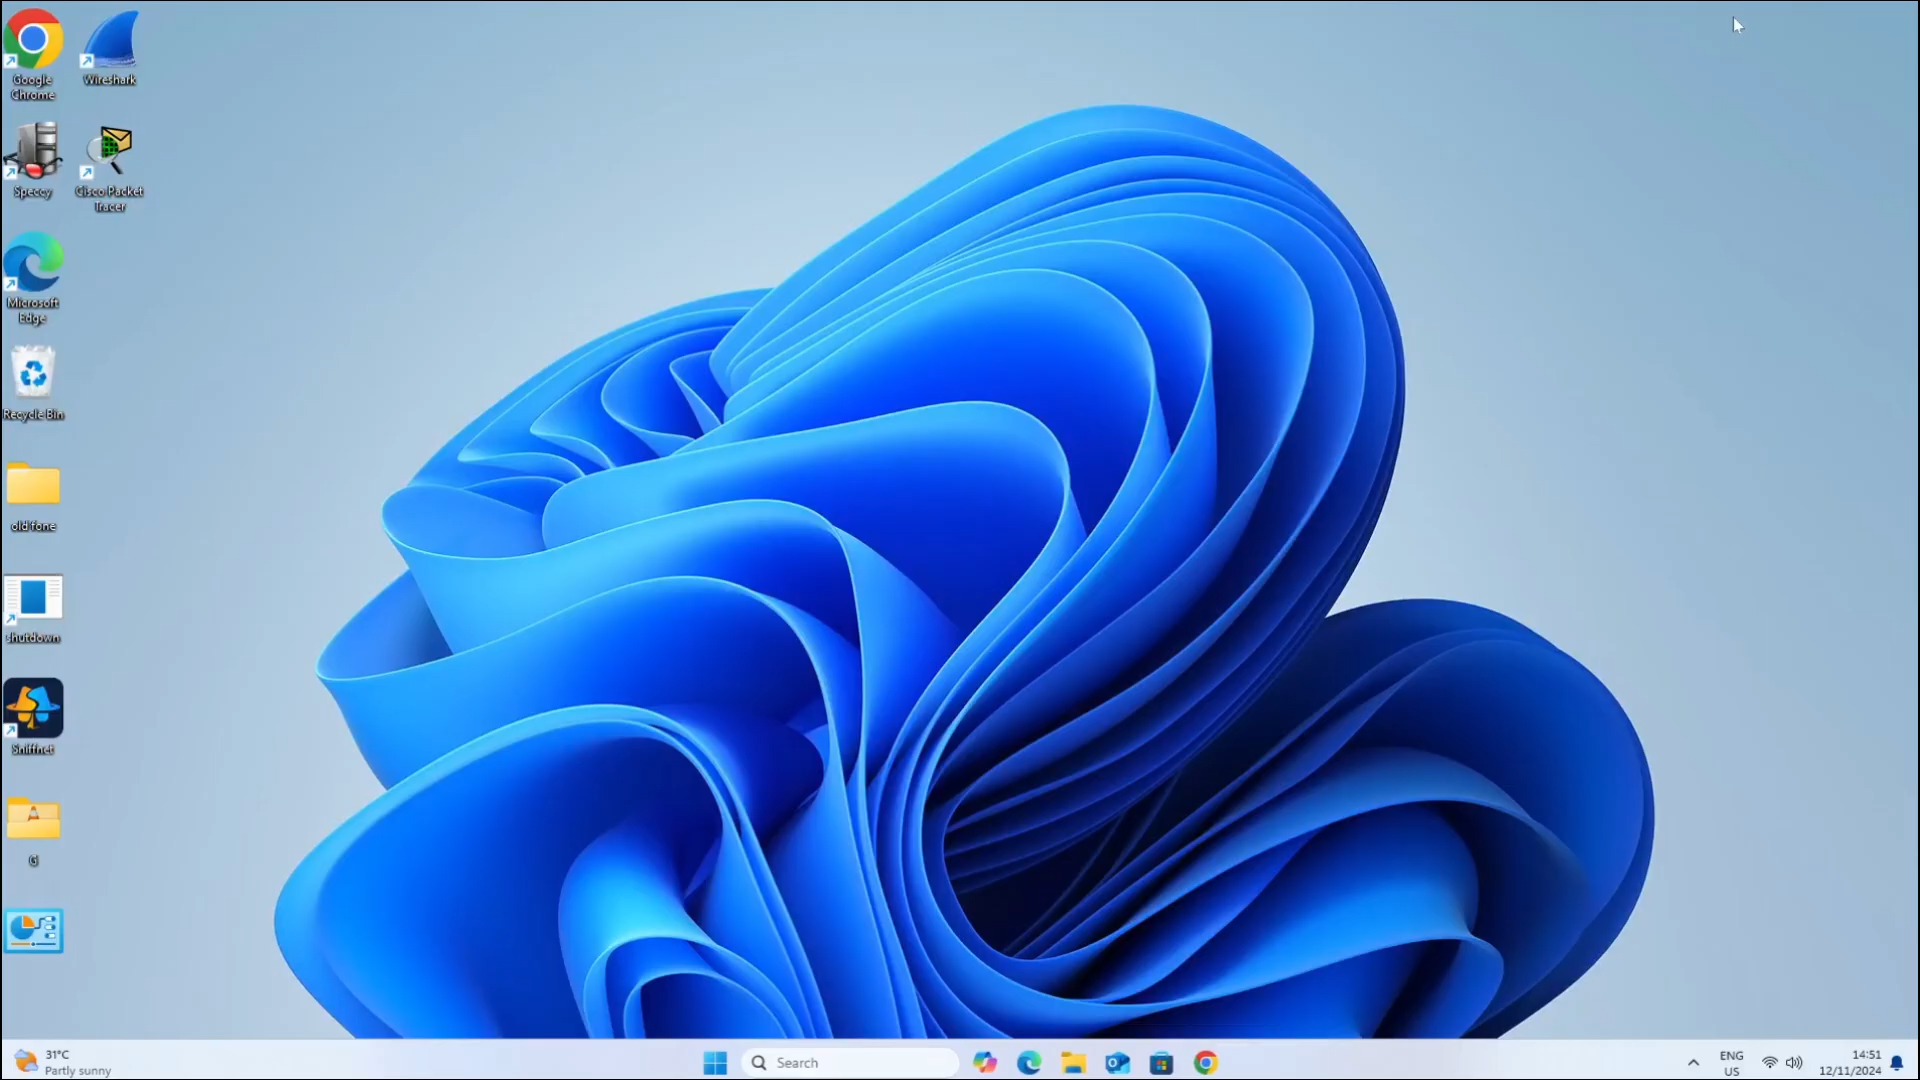 Google
Chrome
Wireshark
Speccy
Cisco Packet
Tracer
Microsoft
Edge
Recycle Bin
old fone
shutdown
Sniffnet
G
31°C
Partly sunny
Search
ENG
US
14:51
12/11/2024